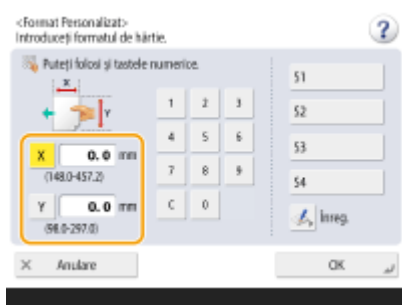 <Format Personalizat>
Introduceți formatul de hârtie.
?
Puteți folosi și tastele numerice.
X
Y
X 0.0 mm
(148.0-457.2)
Y 0.0 mm
(98.0-297.0)
1 2 3
4 5 6
7 8 9
C 0
S1
S2
S3
S4
Înreg.
× Anulare
OK